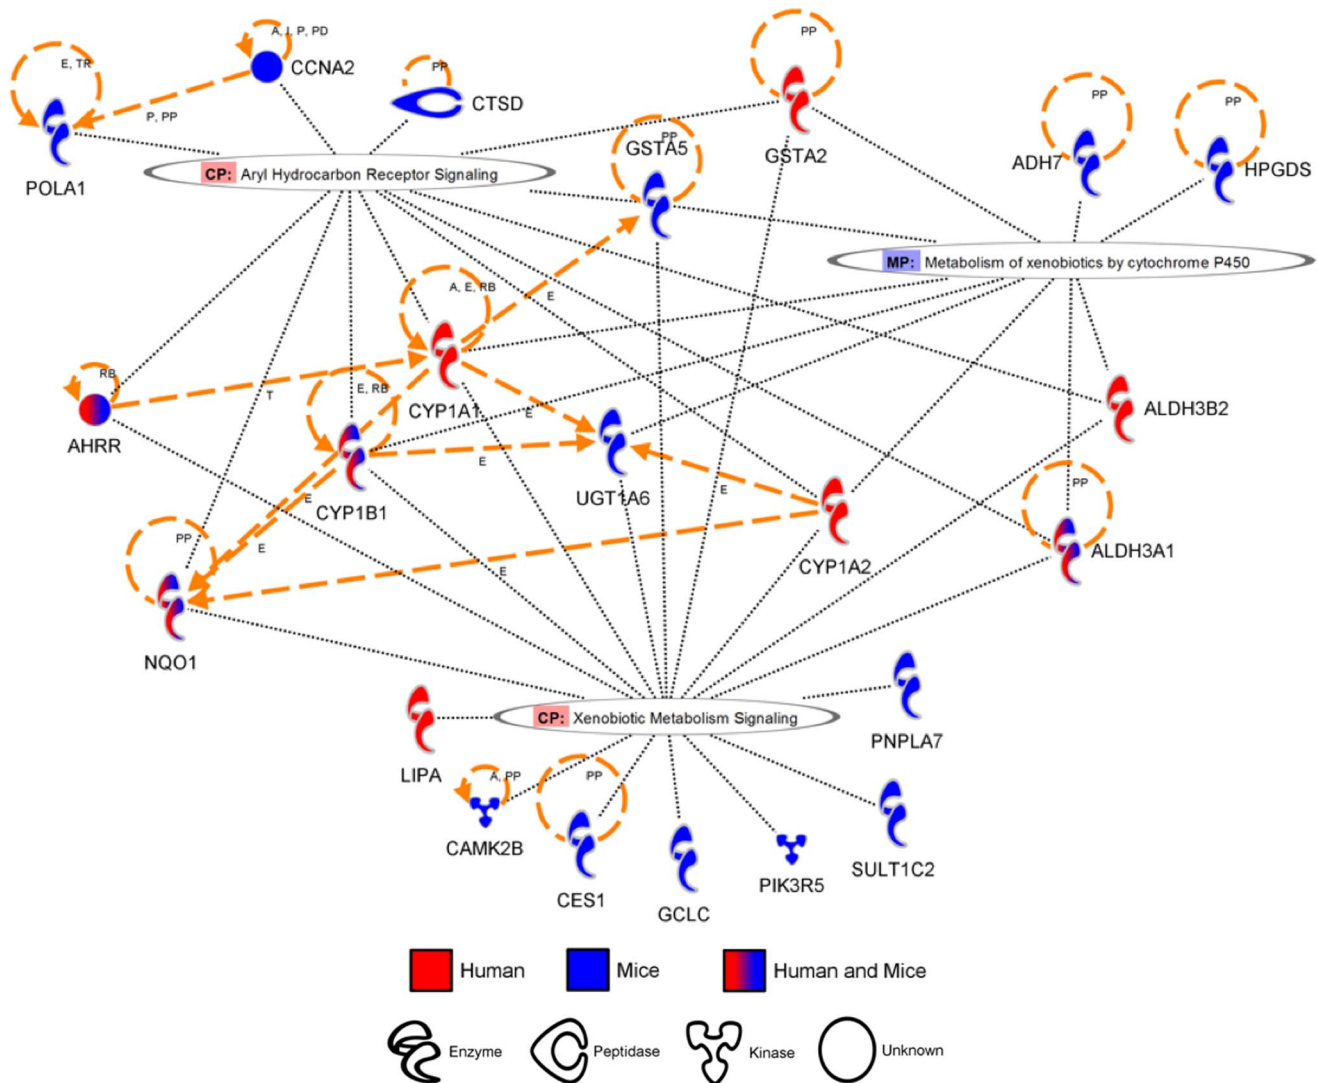 A, I, P, PD
CCNA2
E, TR
P, PP
POLA1
PP
CTSD
PP
GSTA2
PP
GSTA5
PP
ADH7
PP
HPGDS
CP: Aryl Hydrocarbon Receptor Signaling
MP: Metabolism of xenobiotics by cytochrome P450
A, E, RB
E
CYP1A1
RB
AHRR
T
E, RB
CYP1B1
E
E
UGT1A6
E
E
E
E
CYP1A2
ALDH3B2
PP
ALDH3A1
PP
NQO1
CP: Xenobiotic Metabolism Signaling
LIPA
PNPLA7
A, PP
CAMK2B
PP
CES1
GCLC
PIK3R5
SULT1C2
Human
Mice
Human and Mice
Enzyme
Peptidase
Kinase
Unknown